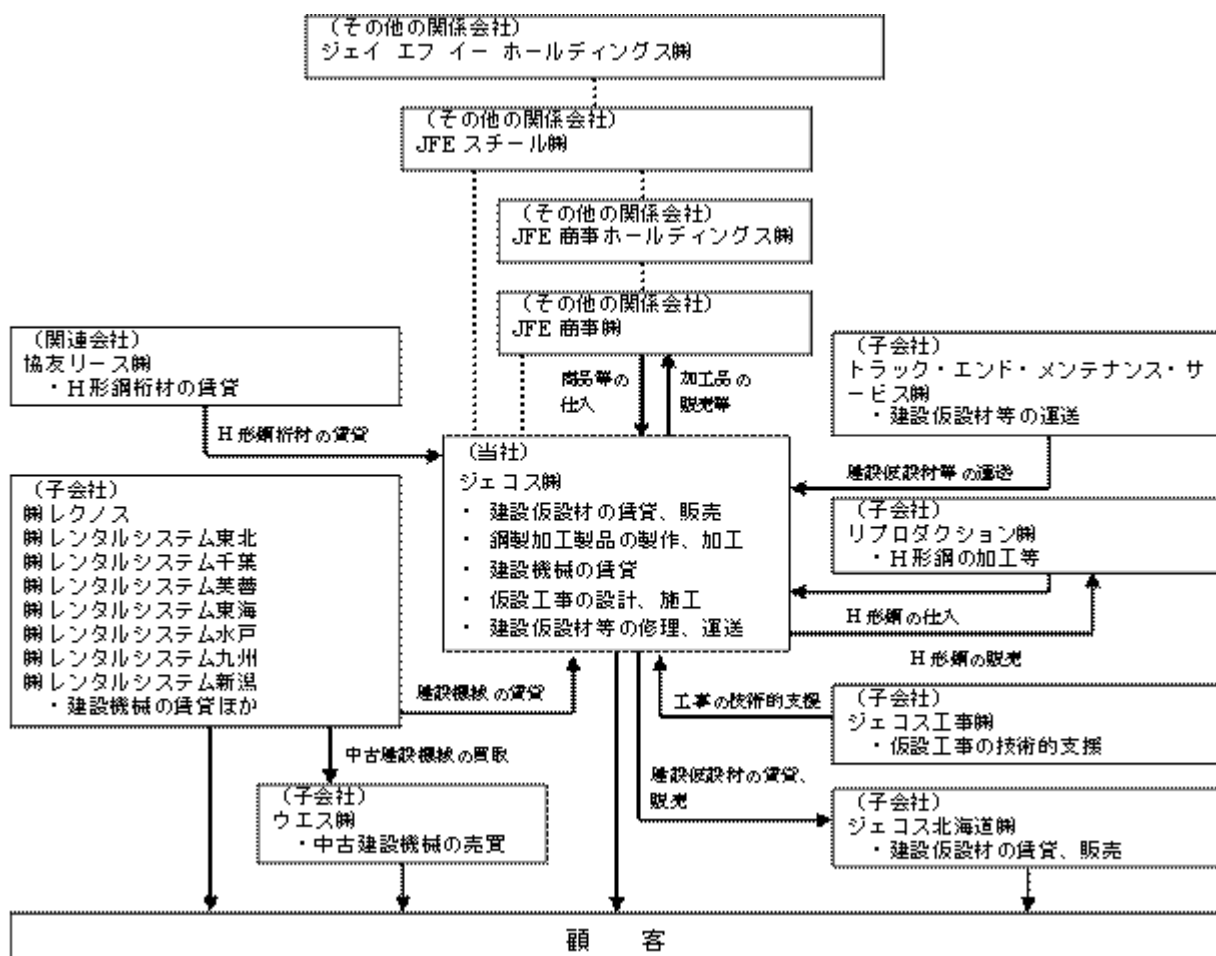 （その他の関係会社）
ジェイ エフ イー ホールディングス㈱
（その他の関係会社）
JFE スチール㈱
（その他の関係会社）
JFE 商事ホールディングス㈱
（その他の関係会社）
JFE 商事㈱
（関連会社）
協友リース㈱
・H形鋼桁材の賃貸
商品等の
仕入
加工品の
販売等
（子会社）
トラック・エンド・メンテナンス・サ
ービス㈱
・建設仮設材等の運送
H形鋼桁材の賃貸
建設仮設材等の運送
（当社）
ジェコス㈱
・ 建設仮設材の賃貸、販売
・ 鋼製加工製品の製作、加工
・ 建設機械の賃貸
・ 仮設工事の設計、施工
・ 建設仮設材等の修理、運送
（子会社）
㈱レクノス
㈱レンタルシステム東北
㈱レンタルシステム千葉
㈱レンタルシステム芙蓉
㈱レンタルシステム東海
㈱レンタルシステム水戸
㈱レンタルシステム九州
㈱レンタルシステム新潟
・建設機械の賃貸ほか
（子会社）
リプロダクション㈱
・H形鋼の加工等
H形鋼の仕入
H形鋼の販売
建設機械の賃貸
工事の技術的支援
（子会社）
ジェコス工事㈱
・仮設工事の技術的支援
中古建設機械の買取
建設仮設材の賃貸、
販売
（子会社）
ウエス㈱
・中古建設機械の売買
（子会社）
ジェコス北海道㈱
・建設仮設材の賃貸、販売
顧 客